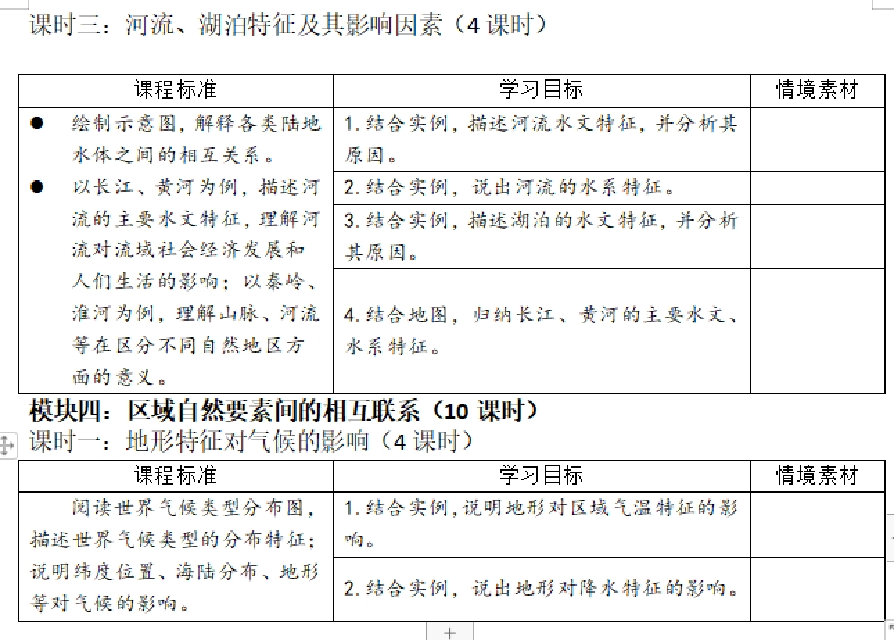 课时三：河流、湖泊特征及其影响因素（4 课时）
课程标准
学习目标
情境素材
● 绘制示意图，解释各类陆地
水体之间的相互关系。
● 以长江、黄河为例，描述河
流的主要水文特征，理解河
流对流域社会经济发展和
人们生活的影响；以秦岭、
淮河为例，理解山脉、河流
等在区分不同自然地区方
面的意义。
1.结合实例，描述河流水文特征，并分析其
原因。
2.结合实例，说出河流的水系特征。
3.结合实例，描述湖泊的水文特征，并分析
其原因。
4.结合地图，归纳长江、黄河的主要水文、
水系特征。
模块四：区域自然要素间的相互联系（10 课时）
课时一：地形特征对气候的影响（4 课时）
课程标准
学习目标
情境素材
阅读世界气候类型分布图，
描述世界气候类型的分布特征；
说明纬度位置、海陆分布、地形
等对气候的影响。
1.结合实例，说明地形对区域气温特征的影
响。
2.结合实例，说出地形对降水特征的影响。